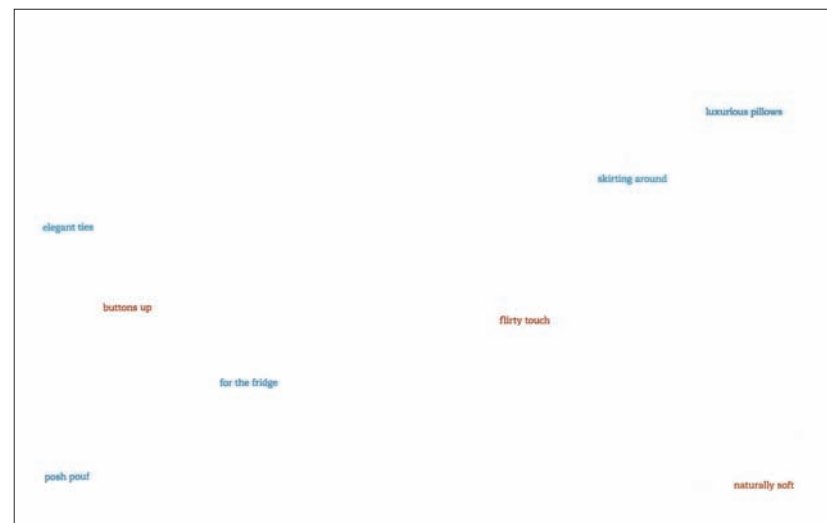 luxurious pillows
skirting around
elegant ties
buttons up
flirty touch
for the fridge
posh pouf
naturally soft